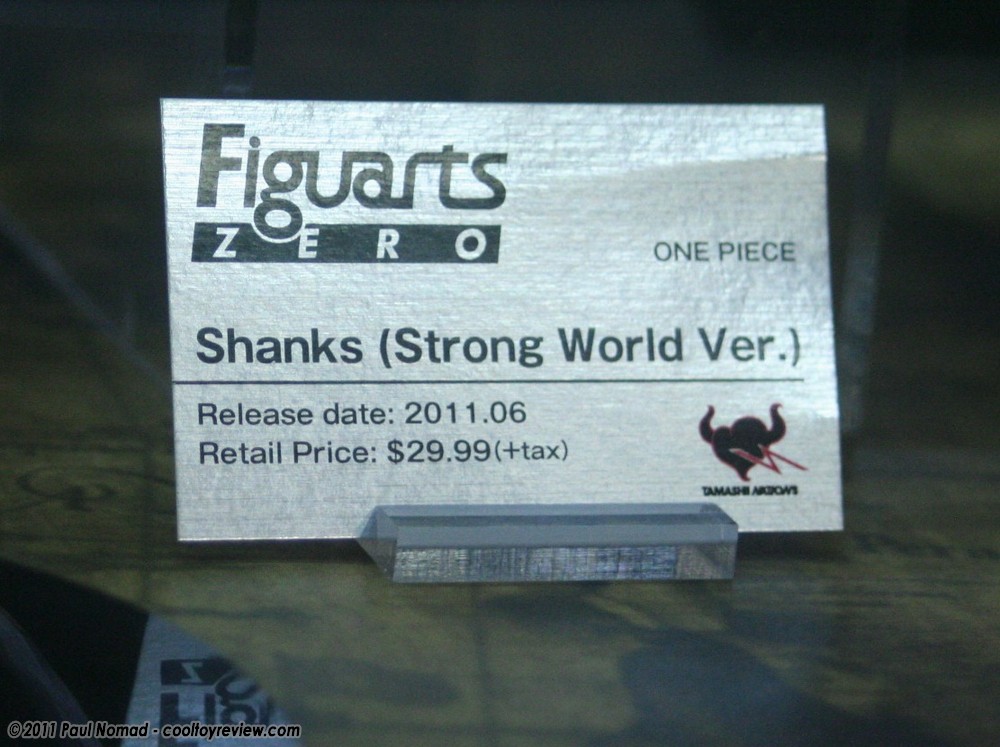 Figuarts
ZERO
ONE PIECE
Shanks (Strong World Ver.)
Release date: 2011.06
Retail Price: $29.99(+tax)
TAMASHII NATIONS
©2011 Paul Nomad - cooltoyreview.com